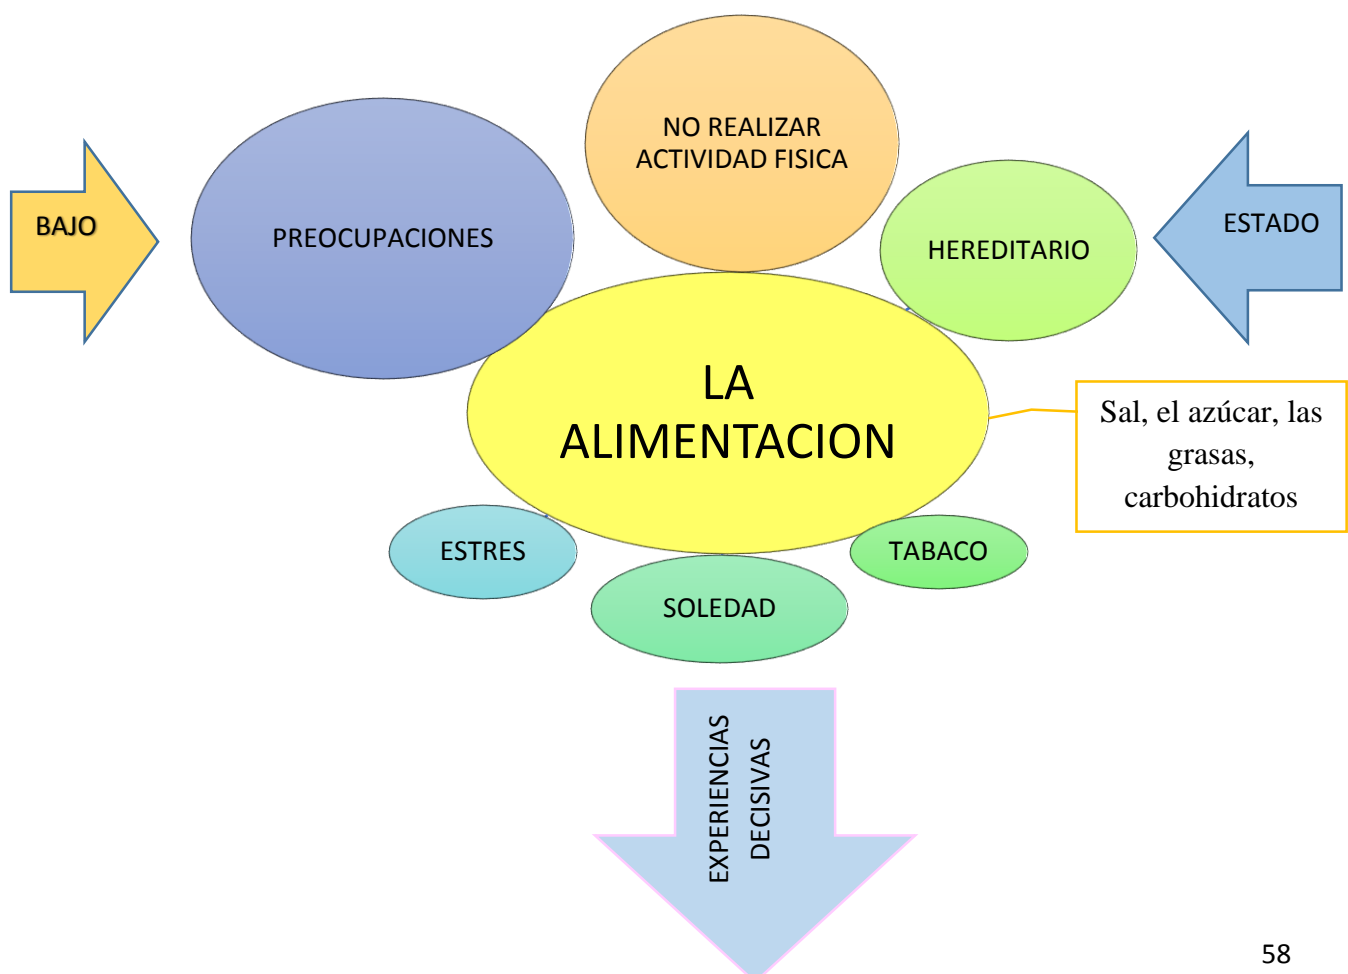 NO REALIZAR
ACTIVIDAD FISICA
BAJO
PREOCUPACIONES
HEREDITARIO
ESTADO
LA
ALIMENTACION
Sal, el azúcar, las
grasas,
carbohidratos
ESTRES
SOLEDAD
TABACO
EXPERIENCIAS
DECISIVAS
58